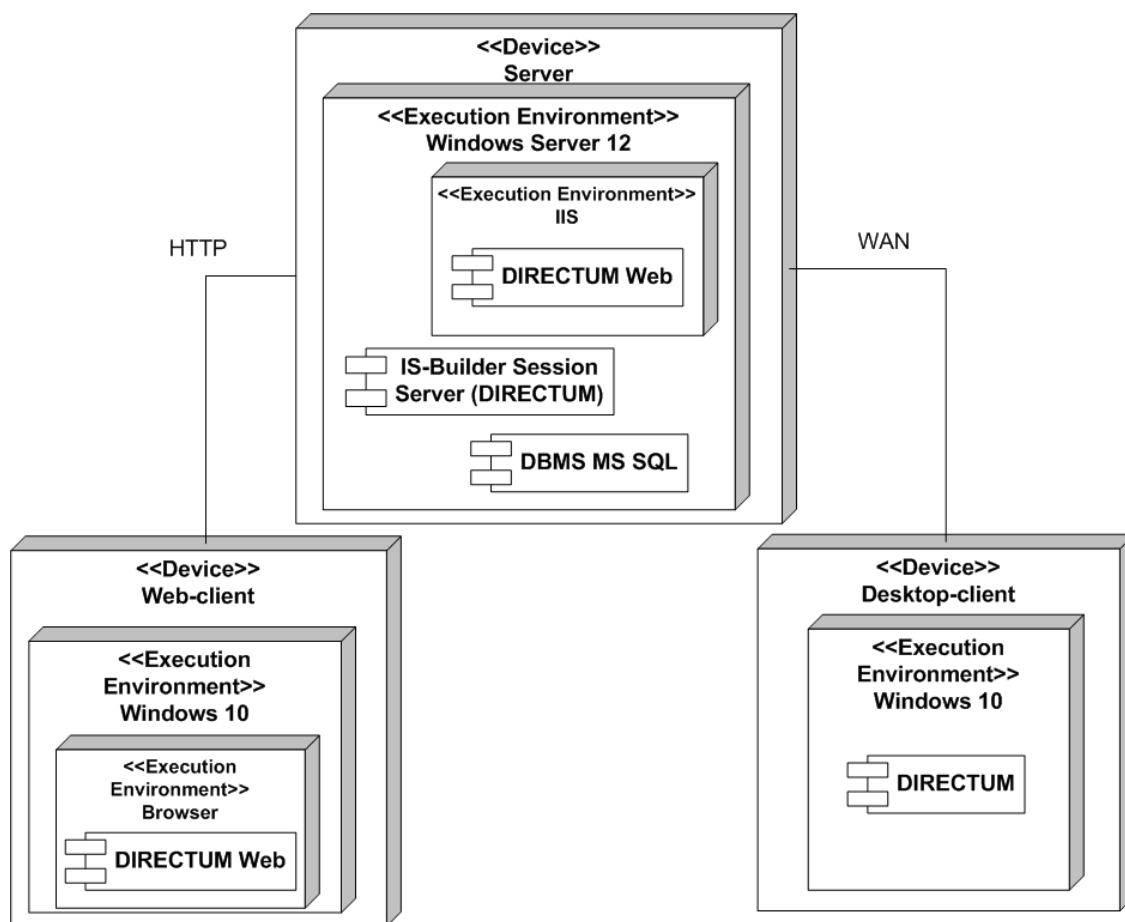 <<Device>>
Server
<<Execution Environment>>
Windows Server 12
<<Execution Environment>>
IIS
DIRECTUM Web
IS-Builder Session
Server (DIRECTUM)
DBMS MS SQL
HTTP
WAN
<<Device>>
Web-client
<<Execution
Environment>>
Windows 10
<<Execution
Environment>>
Browser
DIRECTUM Web
<<Device>>
Desktop-client
<<Execution
Environment>>
Windows 10
DIRECTUM